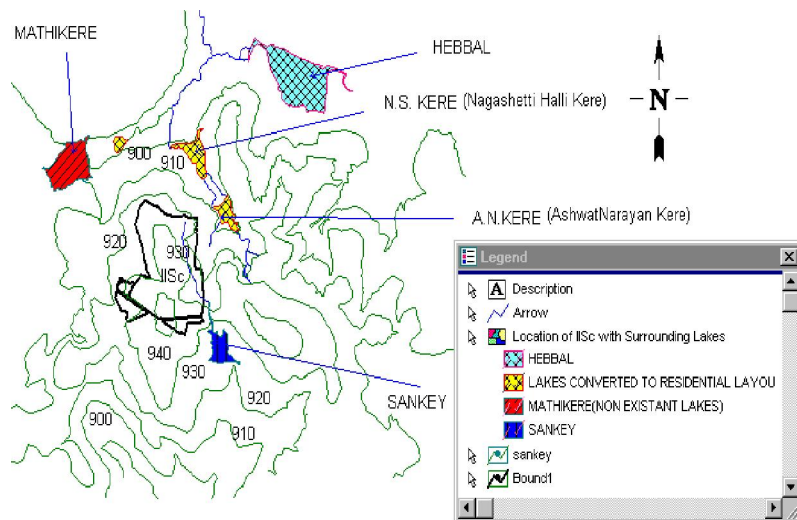 MATHIKERE
HEBBAL
N.S. KERE (Nagashetti Halli Kere)
N
900
910
A.N.KERE (AshwatNarayan Kere)
920
930
IISc
Legend
A Description
Arrow
Location of IISc with Surrounding Lakes
HEBBAL
LAKES CONVERTED TO RESIDENTIAL LAYOU
MATHIKERE(NON EXISTANT LAKES)
SANKEY
sankey
Bound1
940
930
SANKEY
920
900
910